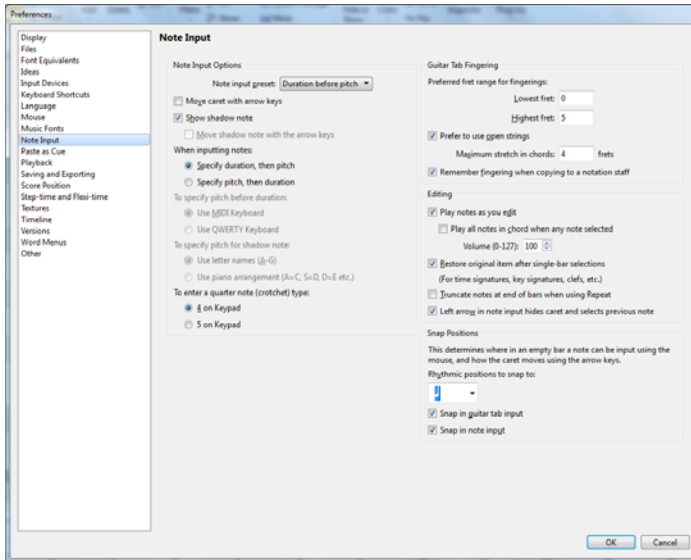 Preferences
Display
Files
Font Equivalents
Ideas
Input Devices
Keyboard Shortcuts
Language
Mouse
Music Fonts
Note Input
Paste as Cue
Playback
Saving and Exporting
Score Position
Step-time and Flexi-time
Textures
Timeline
Versions
Word Menus
Other
Note Input
Note Input Options
Note input preset: Duration before pitch
Move caret with arrow keys
Show shadow note
Move shadow note with the arrow keys
When inputting notes:
Specify duration, then pitch
Specify pitch, then duration
To specify pitch before duration:
Use MIDI Keyboard
Use QWERTY Keyboard
To specify pitch for shadow note:
Use letter names (A-G)
Use piano arrangement (A=C, S=D, D=E etc.)
To enter a quarter note (crotchet) type:
4 on Keypad
5 on Keypad
Guitar Tab Fingering
Preferred fret range for fingerings:
Lowest fret: 0
Highest fret: 5
Prefer to use open strings
Maximum stretch in chords: 4 frets
Remember fingering when copying to a notation staff
Editing
Play notes as you edit
Play all notes in chord when any note selected
Volume (0-127): 100
Restore original item after single-bar selections
(For time signatures, key signatures, clefs, etc.)
Truncate notes at end of bars when using Repeat
Left arrow in note input hides caret and selects previous note
Snap Positions
This determines where in an empty bar a note can be input using the
mouse, and how the caret moves using the arrow keys.
Rhythmic positions to snap to:
Snap in guitar tab input
Snap in note input
OK Cancel